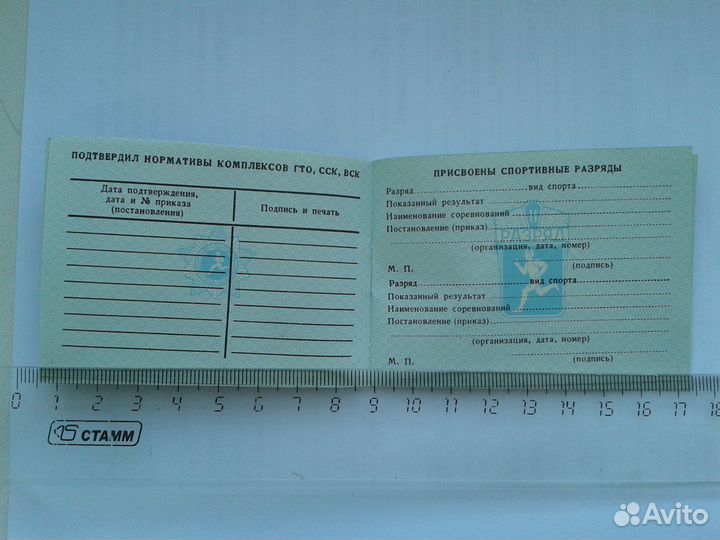 ПОДТВЕРДИЛ НОРМАТИВЫ КОМПЛЕКСОВ ГТО, ССК, ВСК
Дата подтверждения,
дата и № приказа
(постановления)
Подпись и печать
ПРИСВОЕНЫ СПОРТИВНЫЕ РАЗРЯДЫ
Разряд вид спорта
Показанный результат
Наименование соревнований
Постановление (приказ)
(организация, дата, номер)
М. П. (подпись)
РАЗРЯД
Разряд вид спорта
Показанный результат
Наименование соревнований
Постановление (приказ)
(организация, дата, номер)
М. П. (подпись)
0 1 2 3 4 5 6 7 8 9 10 11 12 13 14 15 16 17 18
СТАММ
Avito